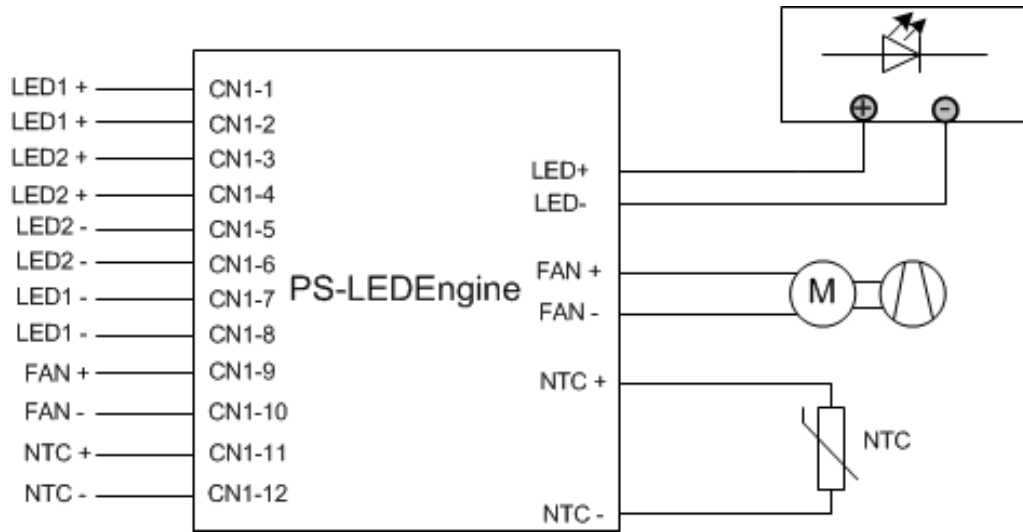 LED1 + CN1-1
LED1 + CN1-2
LED2 + CN1-3
LED2 + CN1-4
LED2 - CN1-5
LED2 - CN1-6
LED1 - CN1-7
LED1 - CN1-8
FAN + CN1-9
FAN - CN1-10
NTC + CN1-11
NTC - CN1-12
PS-LEDEngine
+ -
LED+
LED-
FAN +
FAN -
M
NTC +
NTC
NTC -